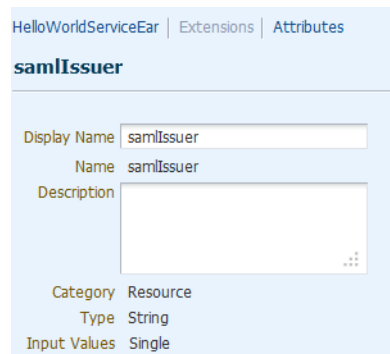 HelloWorldServiceEar | Extensions | Attributes
samlIssuer
Display Name samlIssuer
Name samlIssuer
Description
Category Resource
Type String
Input Values Single